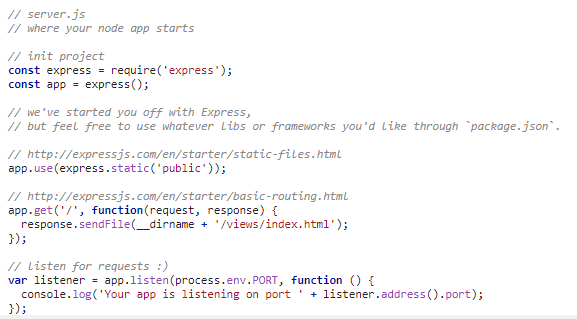 // server.js
// where your node app starts
// init project
const express = require('express');
const app = express();
// we've started you off with Express,
// but feel free to use whatever libs or frameworks you'd like through `package.json`.
// http://expressjs.com/en/starter/static-files.html
app.use(express.static('public'));
// http://expressjs.com/en/starter/basic-routing.html
app.get('/', function(request, response) {
  response.sendFile(__dirname + '/views/index.html');
});
// listen for requests :)
var listener = app.listen(process.env.PORT, function () {
  console.log('Your app is listening on port ' + listener.address().port);
});